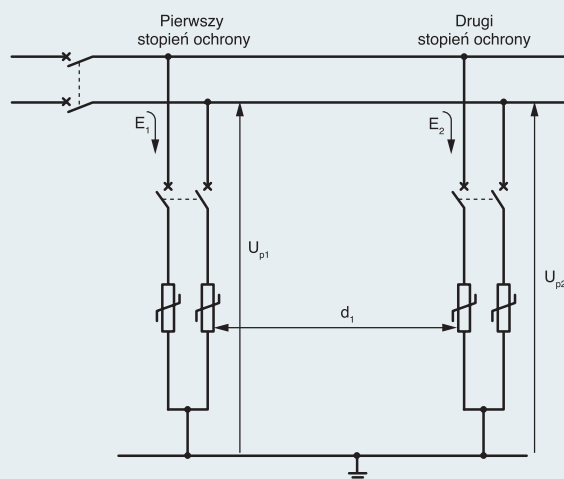 Pierwszy
stopień ochrony
Drugi
stopień ochrony
E1
E2
Up1
Up2
d1